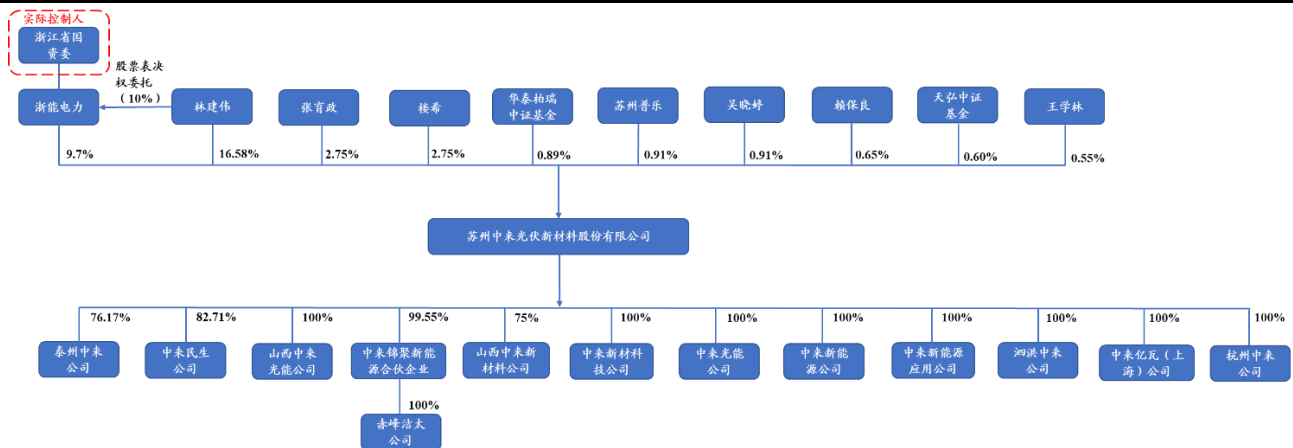 实际控制人
浙江省国
资委
股票表决
权委托
（10%）
浙能电力
林建伟
张育政
楼希
华泰柏瑞
中证基金
苏州普乐
吴晓婷
赖保良
天弘中证
基金
王学林
9.7%
16.58%
2.75%
2.75%
0.89%
0.91%
0.91%
0.65%
0.60%
0.55%
苏州中来光伏新材料股份有限公司
76.17%
82.71%
100%
99.55%
75%
100%
100%
100%
100%
100%
100%
100%
泰州中来
公司
中来民生
公司
山西中来
光能公司
中来锦聚新能
源合伙企业
山西中来新
材料公司
中来新材料科
技公司
中来光能
公司
中来新能
源公司
中来新能源
应用公司
泗洪中来
公司
中来亿瓦（上
海）公司
杭州中来
公司
100%
赤峰洁太
公司